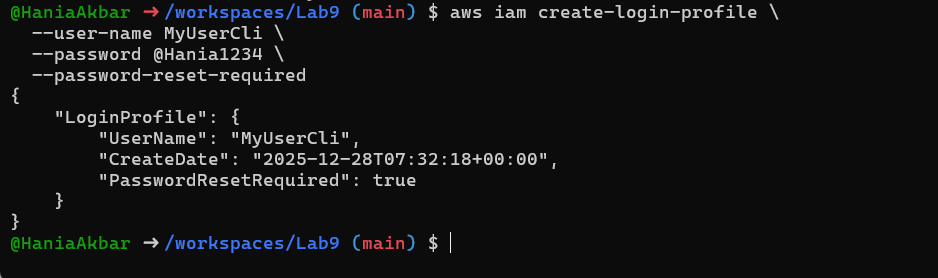 @HaniaAkbar ➜ /workspaces/Lab9 (main) $ aws iam create-login-profile \
  --user-name MyUserCli \
  --password @Hania1234 \
  --password-reset-required
{
    "LoginProfile": {
        "UserName": "MyUserCli",
        "CreateDate": "2025-12-28T07:32:18+00:00",
        "PasswordResetRequired": true
    }
}
@HaniaAkbar ➜ /workspaces/Lab9 (main) $